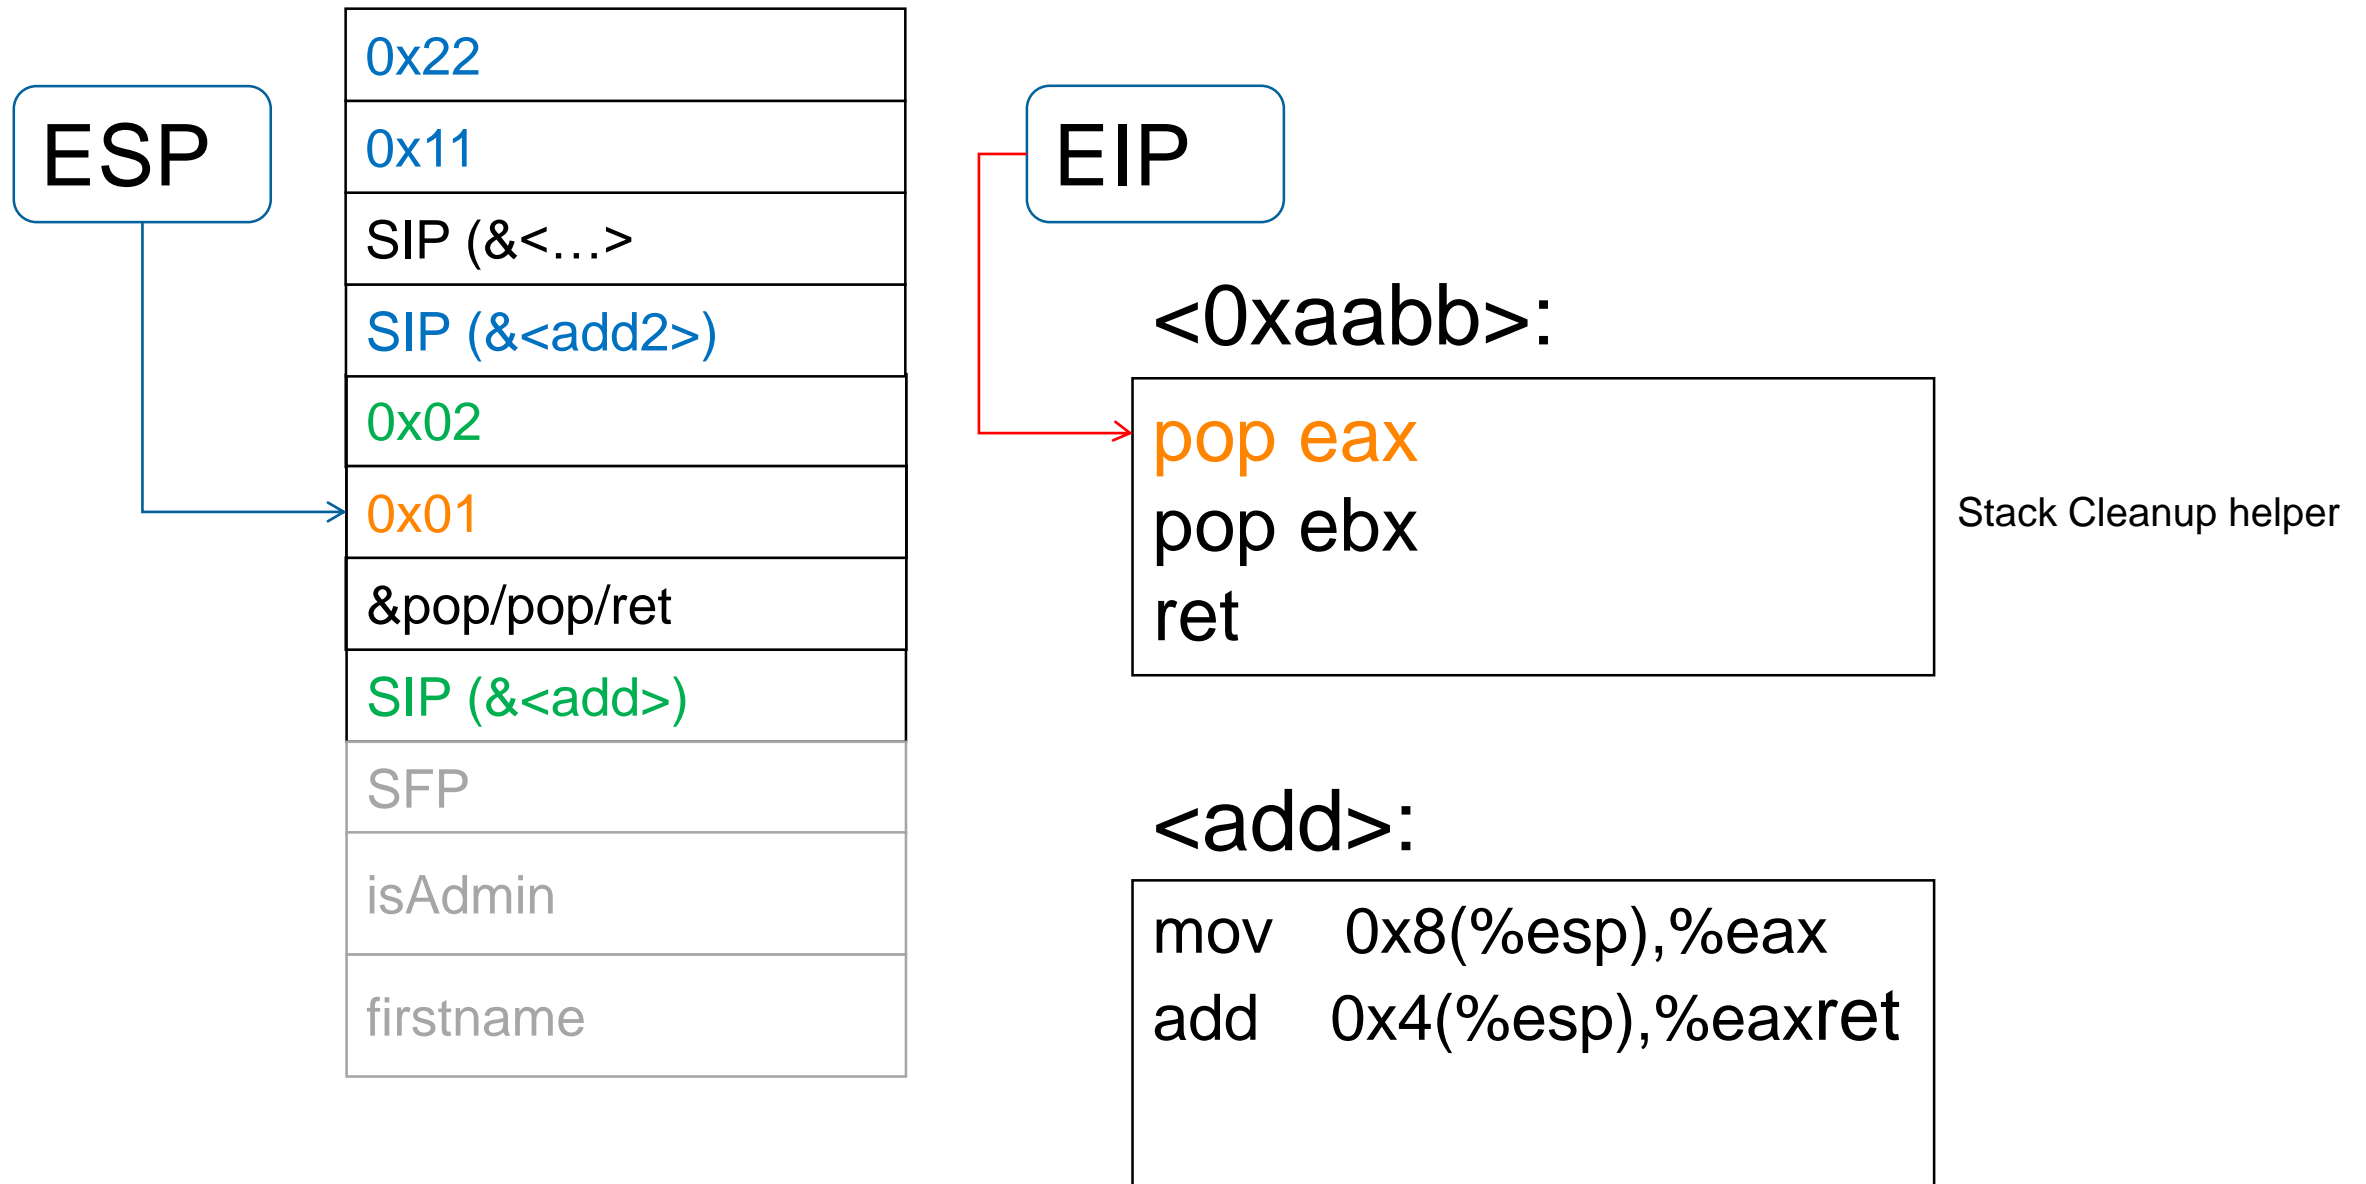 ESP
0x22
0x11
SIP (&<…>
SIP (&<add2>)
0x02
0x01
&pop/pop/ret
SIP (&<add>)
SFP
isAdmin
firstname
EIP
<0xaabb>:
pop eax
pop ebx
ret
Stack Cleanup helper
<add>:
mov 0x8(%esp),%eax
add 0x4(%esp),%eaxret